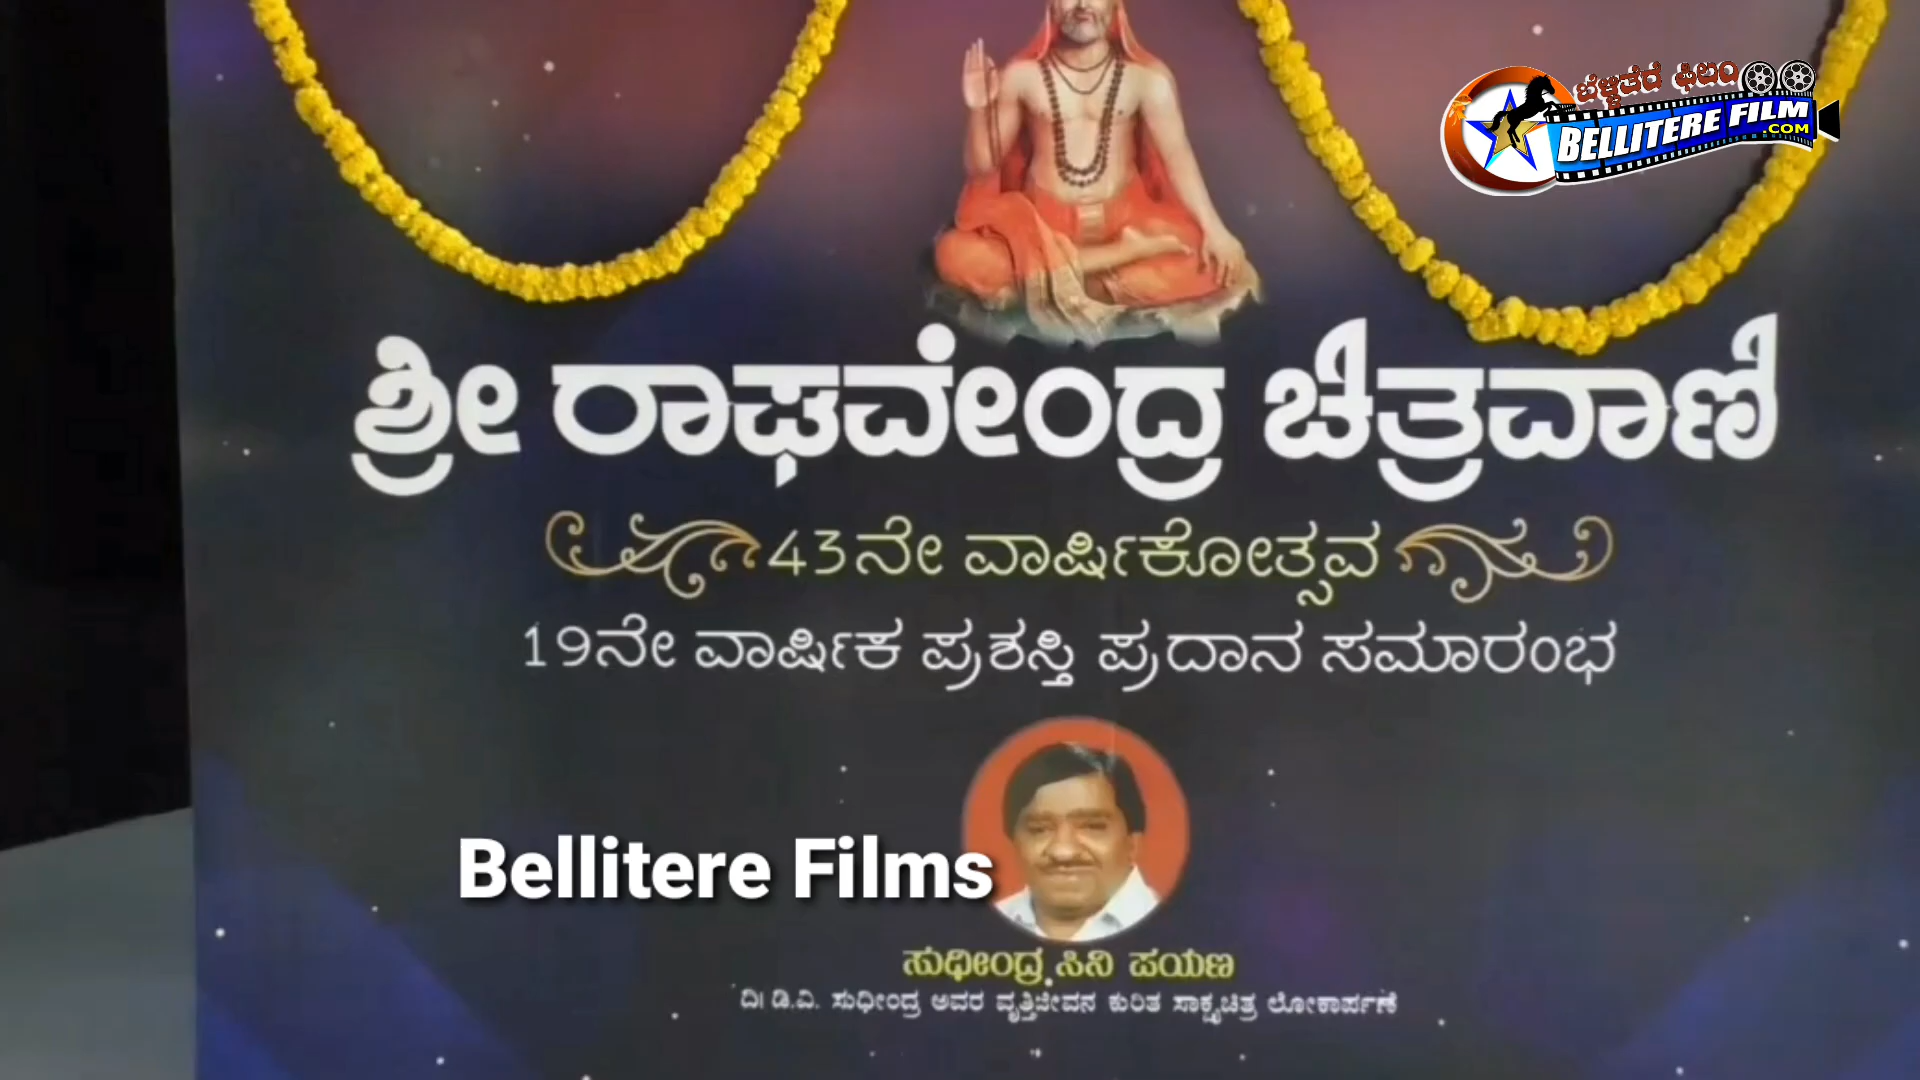 ಬೆಳ್ಳಿತೆರೆ ಫಿಲಂ
BELLITERE FILM
.COM
ಶ್ರೀ ರಾಘವೇಂದ್ರ ಚಿತ್ರವಾಣಿ
43ನೇ ವಾರ್ಷಿಕೋತ್ಸವ
19ನೇ ವಾರ್ಷಿಕ ಪ್ರಶಸ್ತಿ ಪ್ರದಾನ ಸಮಾರಂಭ
Bellitere Films
ಸುಧೀಂದ್ರ ಸಿನಿ ಪಯಣ
ದಿ| ಡಿ.ವಿ. ಸುಧೀಂದ್ರ ಅವರ ವೃತ್ತಿಜೀವನ ಕುರಿತ ಸಾಕ್ಷ್ಯಚಿತ್ರ ಲೋಕಾರ್ಪಣೆ